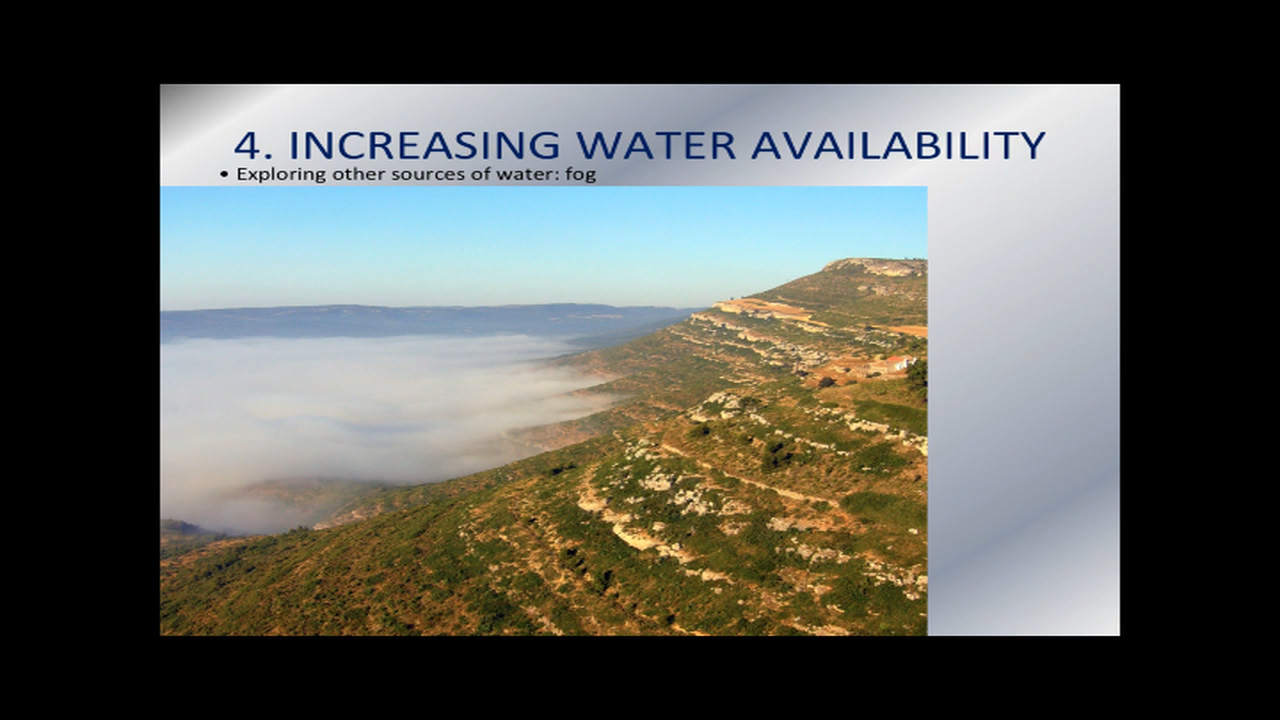 4. INCREASING WATER AVAILABILITY
• Exploring other sources of water: fog